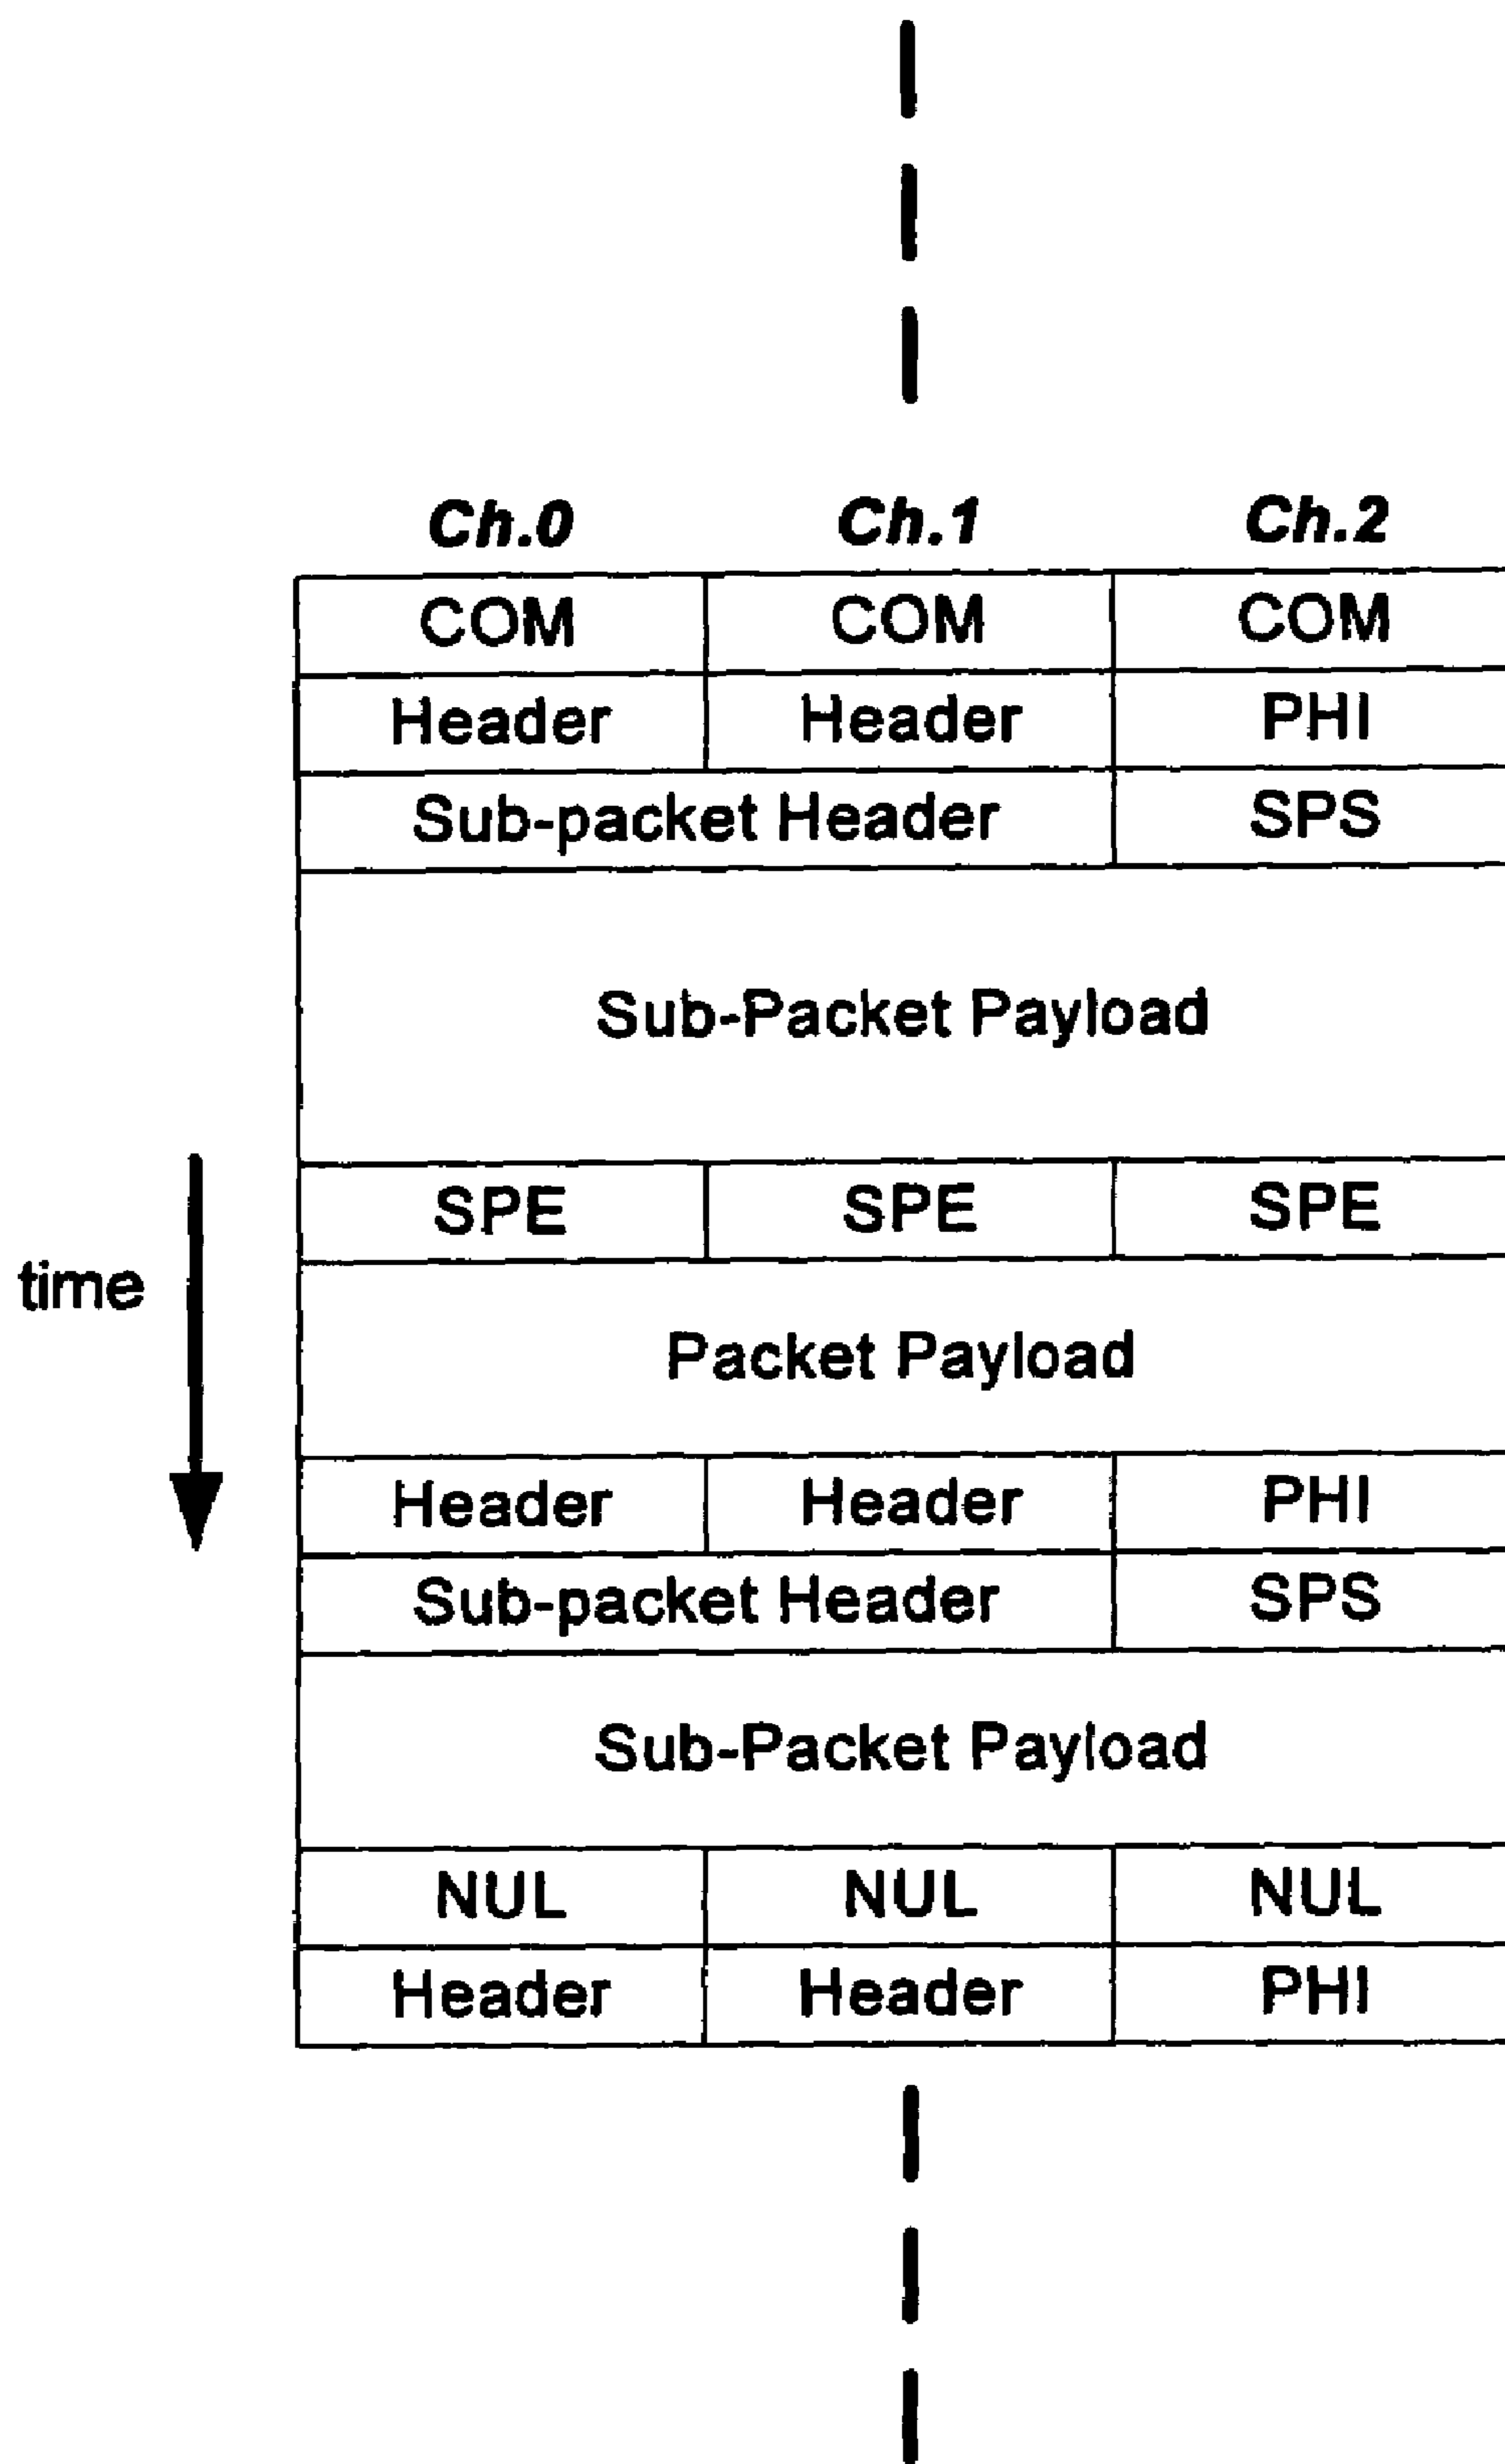 Ch.0 Ch.1 Ch.2
COM COM COM
Header Header PHI
Sub-packet Header SPS
Sub-Packet Payload
SPE SPE SPE
time
Packet Payload
Header Header PHI
Sub-packet Header SPS
Sub-Packet Payload
NUL NUL NUL
Header Header PHI